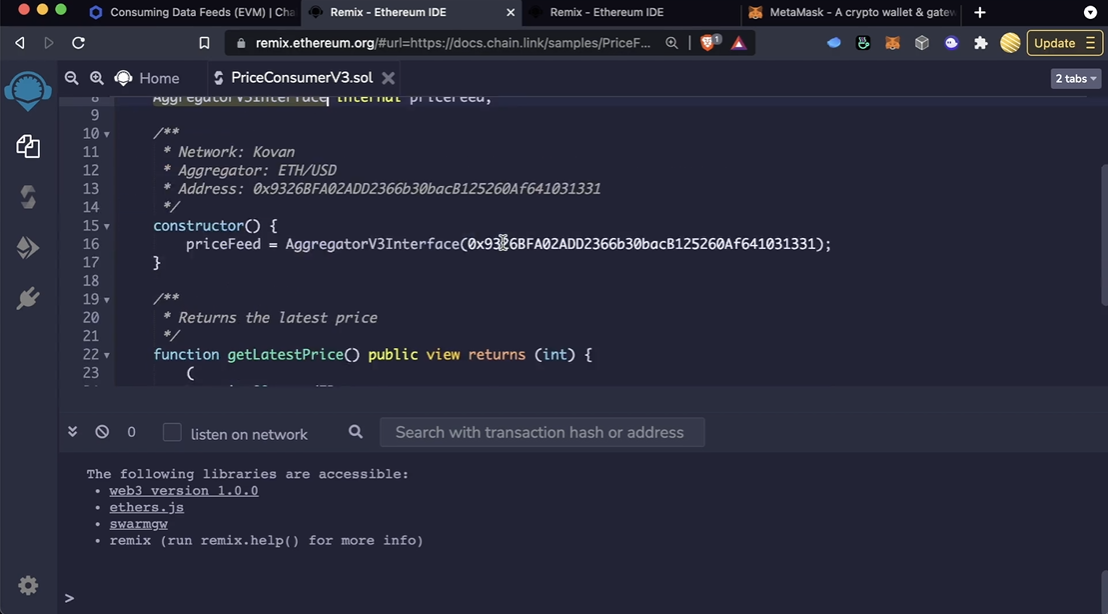 Consuming Data Feeds (EVM) | Cha
Remix - Ethereum IDE
Remix - Ethereum IDE
MetaMask - A crypto wallet & gatew
remix.ethereum.org/#url=https://docs.chain.link/samples/PriceF...
1
Update
Home
PriceConsumerV3.sol
2 tabs
8 AggregatorV3Interface internal priceFeed;
9
10 /**
11 * Network: Kovan
12 * Aggregator: ETH/USD
13 * Address: 0x9326BFA02ADD2366b30bacB125260Af641031331
14 */
15 constructor() {
16 priceFeed = AggregatorV3Interface(0x9326BFA02ADD2366b30bacB125260Af641031331);
17 }
18
19 /**
20 * Returns the latest price
21 */
22 function getLatestPrice() public view returns (int) {
23 (
0
listen on network
Search with transaction hash or address
The following libraries are accessible:
• web3 version 1.0.0
• ethers.js
• swarmgw
• remix (run remix.help() for more info)
>